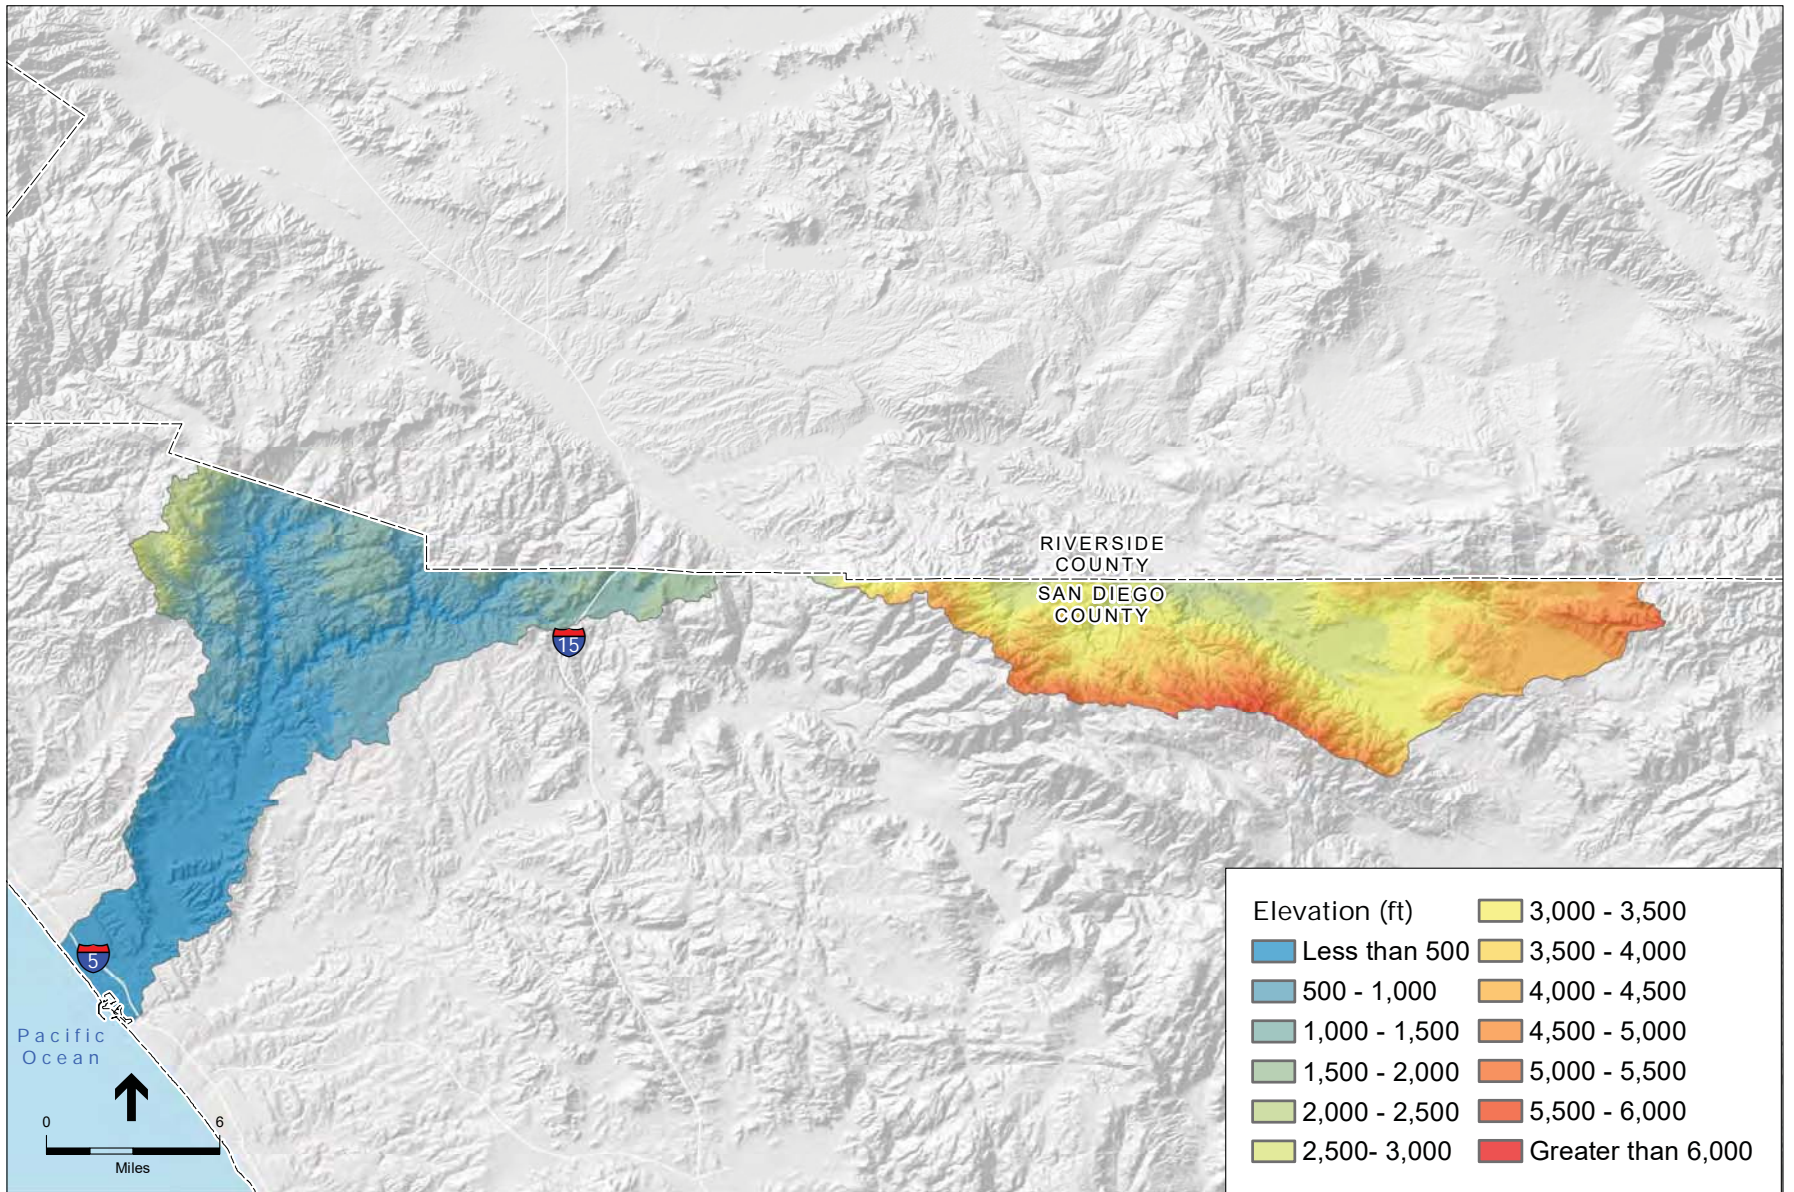 RIVERSIDE
COUNTY
SAN DIEGO
COUNTY
15
5
Pacific
Ocean
0 6
Miles
Elevation (ft)
Less than 500
500 - 1,000
1,000 - 1,500
1,500 - 2,000
2,000 - 2,500
2,500- 3,000
3,000 - 3,500
3,500 - 4,000
4,000 - 4,500
4,500 - 5,000
5,000 - 5,500
5,500 - 6,000
Greater than 6,000